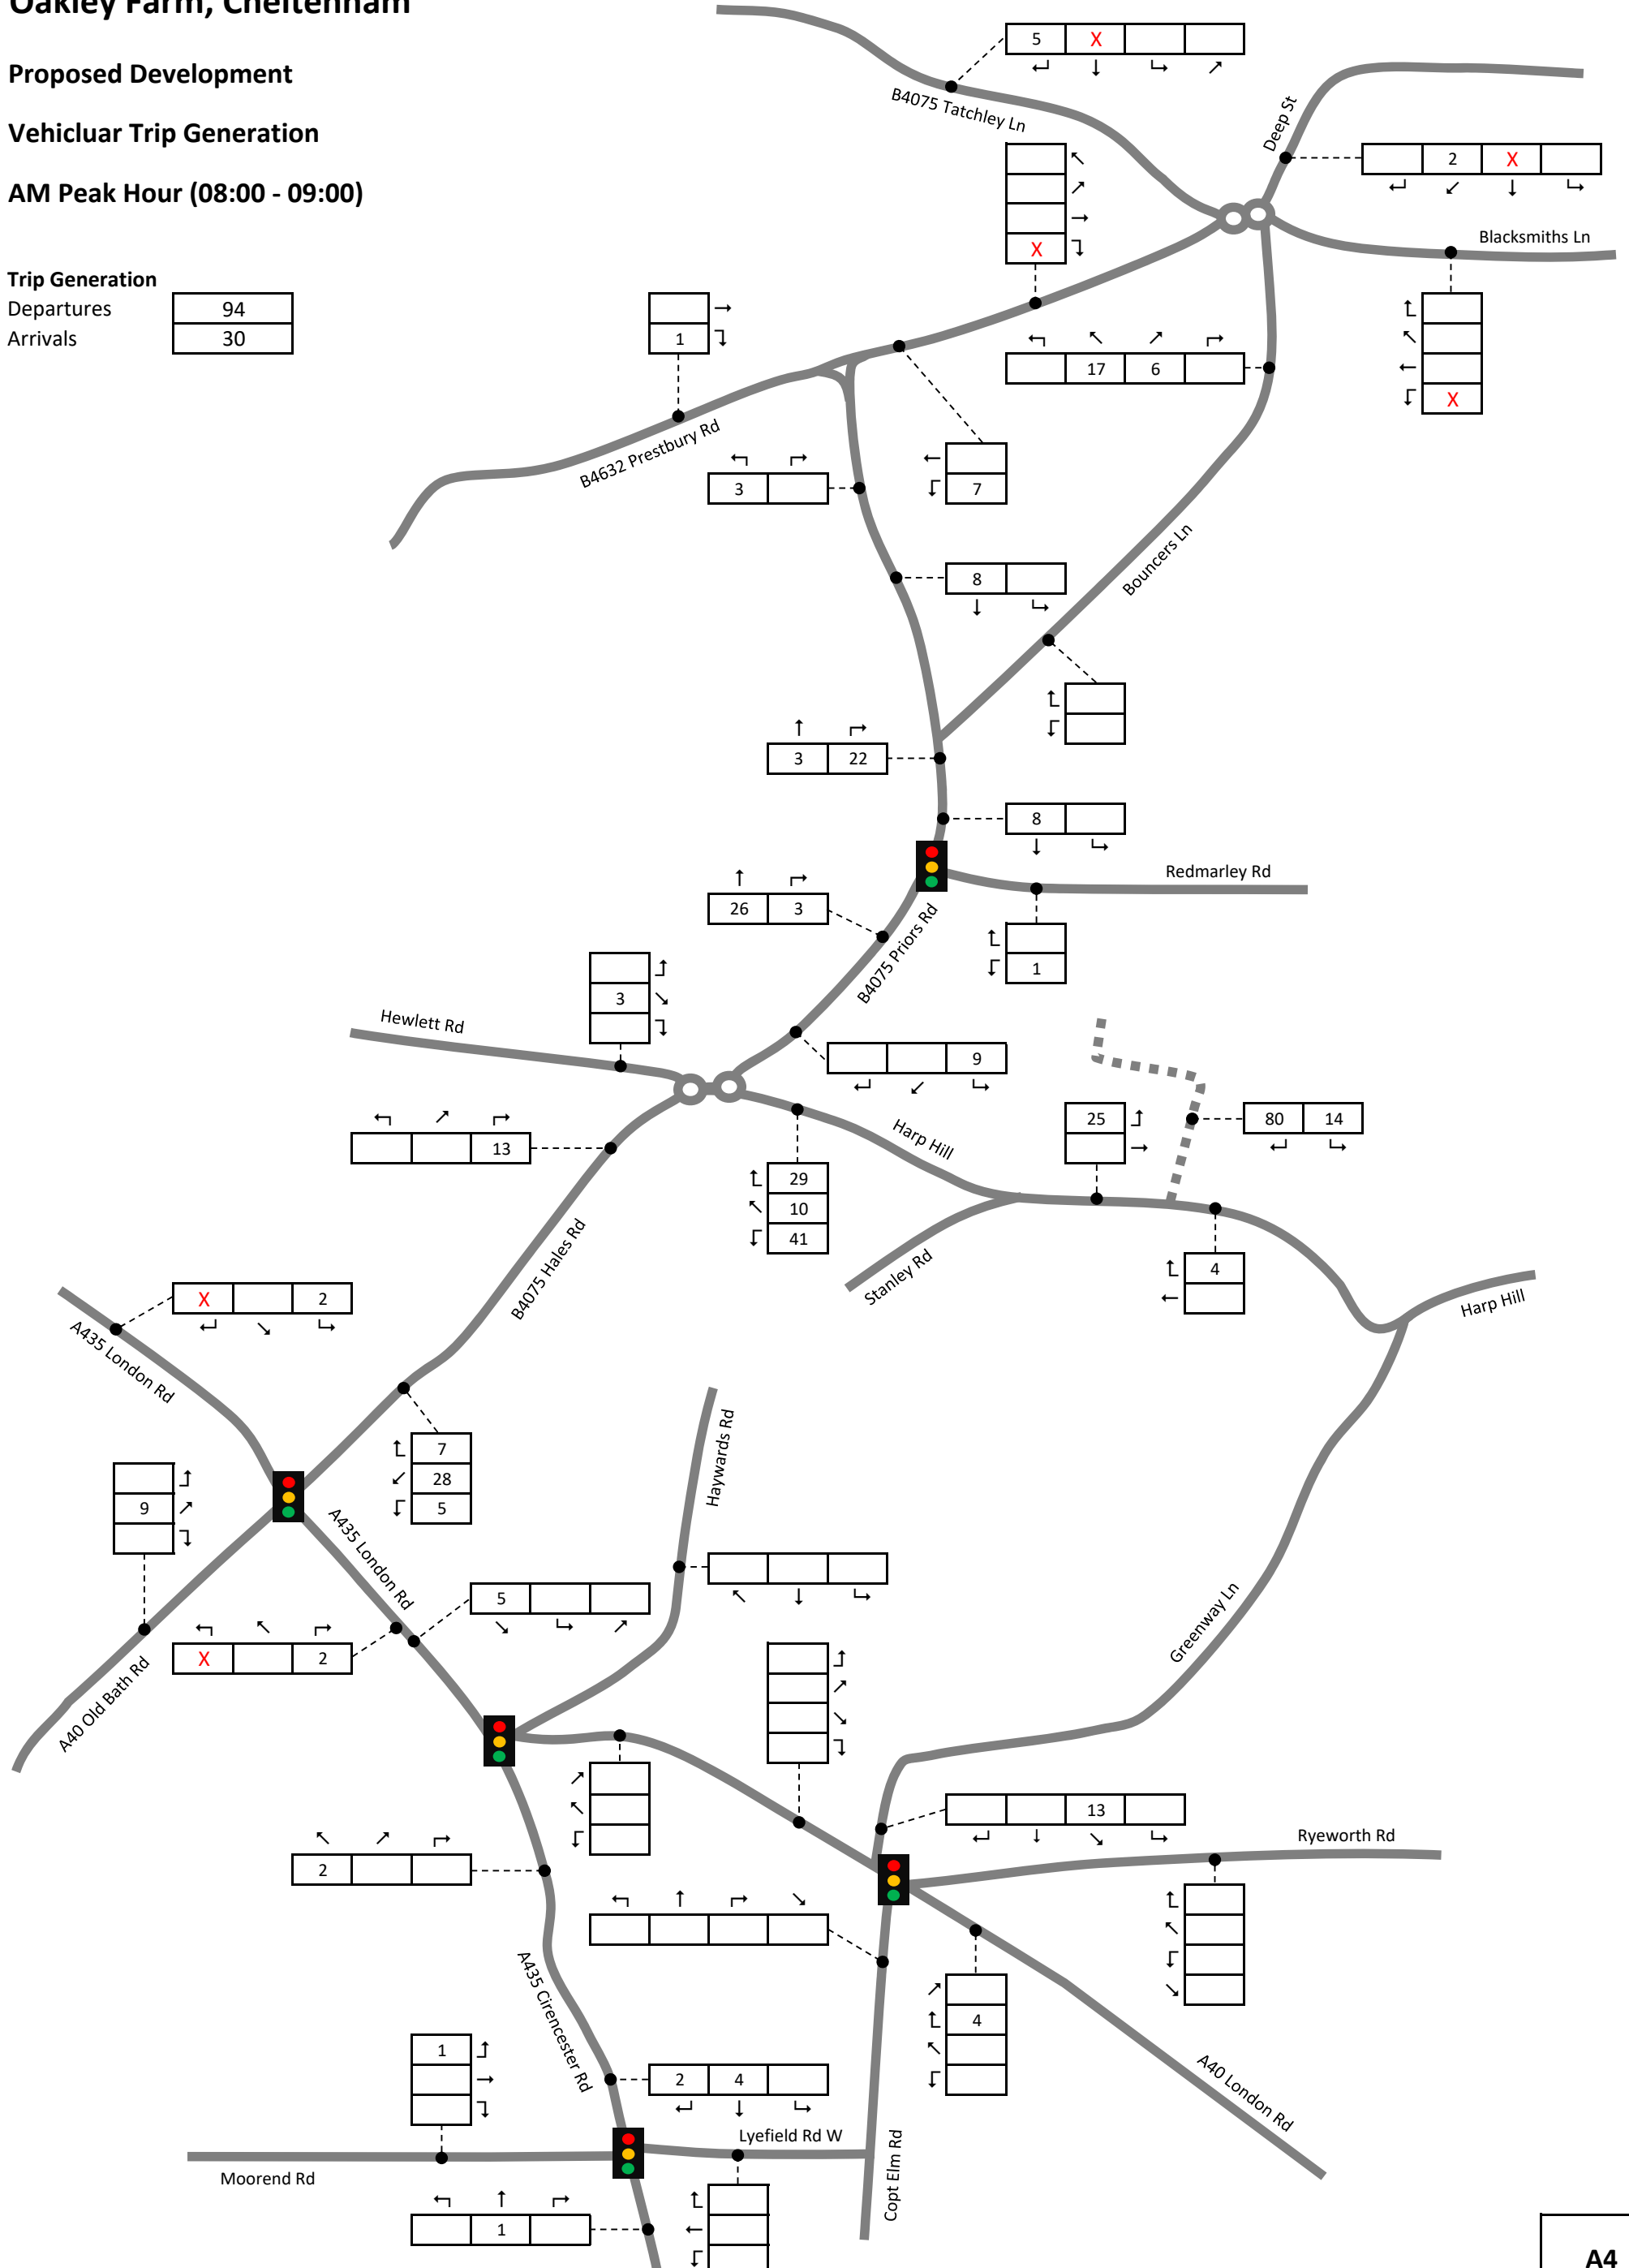 Oakley Farm, Cheltenham
Proposed Development
Vehicluar Trip Generation
AM Peak Hour (08:00 - 09:00)
Trip Generation
Departures 94
Arrivals 30
5 X
↵ ↓ ↳ ↗
B4075 Tatchley Ln
Deep St
2 X
↵ ↙ ↓ ↳
↖
↗
→
X ↴
Blacksmiths Ln
→
1 ↴
↰ ↖ ↗ ↱
17 6
↥
↖
←
X
B4632 Prestbury Rd
↰ ↱
3
←
7
8
↓ ↳
Bouncers Ln
↑ ↱
3 22
8
↓ ↳
Redmarley Rd
↑ ↱
26 3
B4075 Priors Rd
1
3 ↘
Hewlett Rd
9
↵ ↙ ↳
↰ ↗ ↱
13
Harp Hill
25
→
80 14
↵ ↳
29
↖ 10
41
Stanley Rd
4
←
B4075 Hales Rd
X 2
↵ ↘ ↳
A435 London Rd
Harp Hill
7
↙ 28
5
Haywards Rd
9 ↗
A435 London Rd
5
↘ ↳ ↗
↖ ↓ ↳
↰ ↖ ↱
X 2
A40 Old Bath Rd
Greenway Ln
↗
↘
↗
↖
13
↵ ↓ ↘ ↳
Ryeworth Rd
↖ ↗ ↱
2
↰ ↑ ↱ ↘
↖
↘
↗
4
↖
A435 Cirencester Rd
A40 London Rd
1
→
2 4
↵ ↓ ↳
Lyefield Rd W
Copt Elm Rd
Moorend Rd
↰ ↑ ↱
1
←
A4